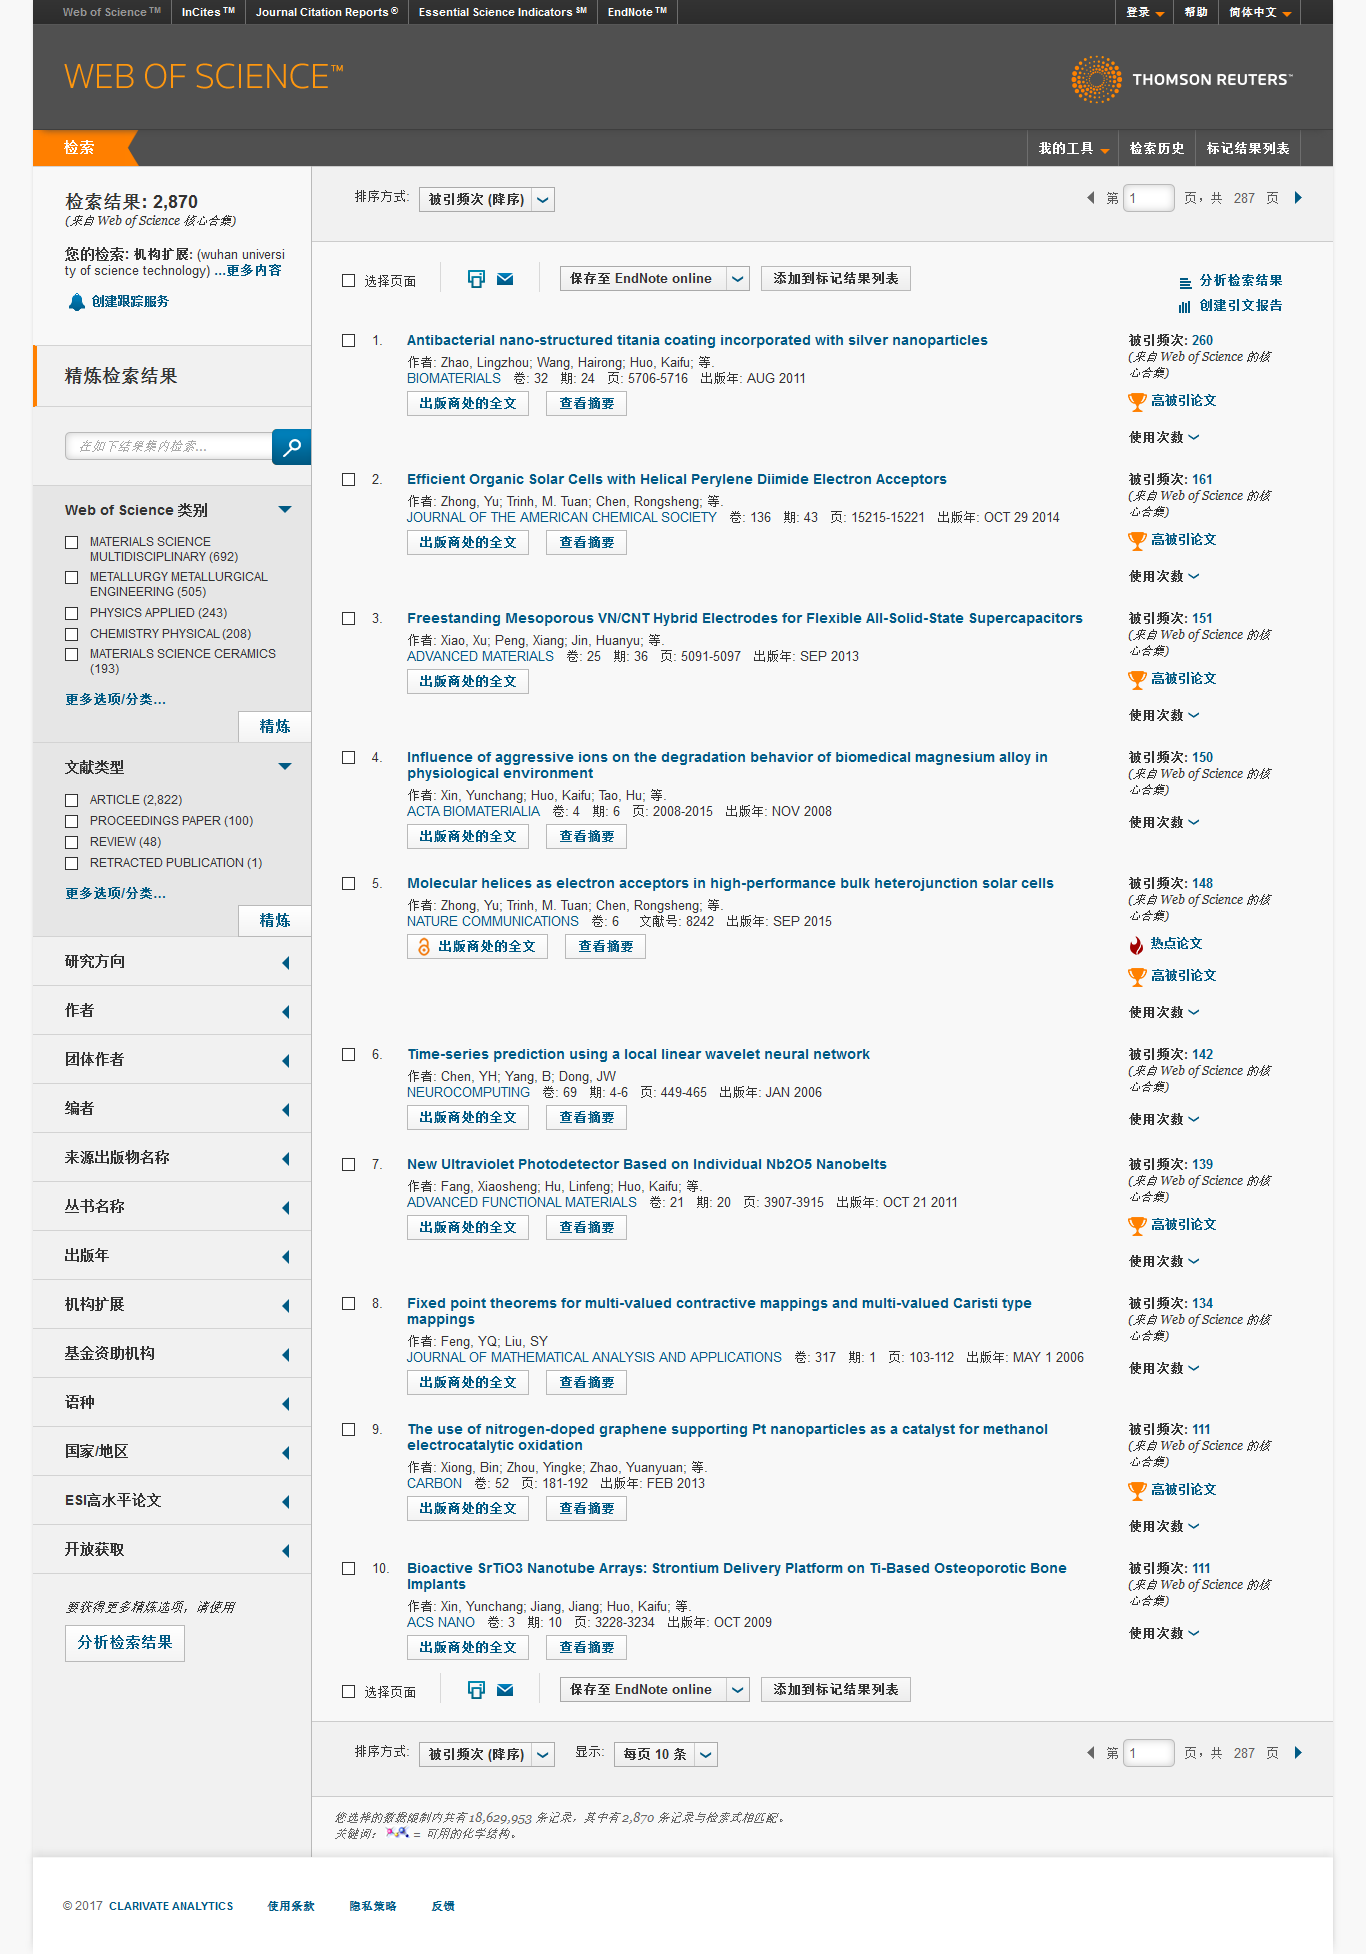 Web of Science™ InCites™ Journal Citation Reports® Essential Science Indicators℠ EndNote™ 登录 帮助 简体中文
WEB OF SCIENCE™
THOMSON REUTERS™
检索
我的工具 检索历史 标记结果列表
检索结果: 2,870
(来自 Web of Science 核心合集)
您的检索: 机构扩展: (wuhan universi
ty of science technology) ...更多内容
创建跟踪服务
精炼检索结果
在如下结果集内检索...
Web of Science 类别
MATERIALS SCIENCE
MULTIDISCIPLINARY (692)
METALLURGY METALLURGICAL
ENGINEERING (505)
PHYSICS APPLIED (243)
CHEMISTRY PHYSICAL (208)
MATERIALS SCIENCE CERAMICS
(193)
更多选项/分类...
精炼
文献类型
ARTICLE (2,822)
PROCEEDINGS PAPER (100)
REVIEW (48)
RETRACTED PUBLICATION (1)
更多选项/分类...
精炼
研究方向
作者
团体作者
编者
来源出版物名称
丛书名称
出版年
机构扩展
基金资助机构
语种
国家/地区
ESI高水平论文
开放获取
要获得更多精炼选项，请使用
分析检索结果
排序方式: 被引频次 (降序)
第 1 页，共 287 页
选择页面 保存至 EndNote online 添加到标记结果列表
分析检索结果
创建引文报告
1. Antibacterial nano-structured titania coating incorporated with silver nanoparticles
作者: Zhao, Lingzhou; Wang, Hairong; Huo, Kaifu; 等.
BIOMATERIALS 卷: 32 期: 24 页: 5706-5716 出版年: AUG 2011
出版商处的全文 查看摘要
被引频次: 260
(来自 Web of Science 的核
心合集)
高被引论文
使用次数
2. Efficient Organic Solar Cells with Helical Perylene Diimide Electron Acceptors
作者: Zhong, Yu; Trinh, M. Tuan; Chen, Rongsheng; 等.
JOURNAL OF THE AMERICAN CHEMICAL SOCIETY 卷: 136 期: 43 页: 15215-15221 出版年: OCT 29 2014
出版商处的全文 查看摘要
被引频次: 161
(来自 Web of Science 的核
心合集)
高被引论文
使用次数
3. Freestanding Mesoporous VN/CNT Hybrid Electrodes for Flexible All-Solid-State Supercapacitors
作者: Xiao, Xu; Peng, Xiang; Jin, Huanyu; 等.
ADVANCED MATERIALS 卷: 25 期: 36 页: 5091-5097 出版年: SEP 2013
出版商处的全文
被引频次: 151
(来自 Web of Science 的核
心合集)
高被引论文
使用次数
4. Influence of aggressive ions on the degradation behavior of biomedical magnesium alloy in
physiological environment
作者: Xin, Yunchang; Huo, Kaifu; Tao, Hu; 等.
ACTA BIOMATERIALIA 卷: 4 期: 6 页: 2008-2015 出版年: NOV 2008
出版商处的全文 查看摘要
被引频次: 150
(来自 Web of Science 的核
心合集)
使用次数
5. Molecular helices as electron acceptors in high-performance bulk heterojunction solar cells
作者: Zhong, Yu; Trinh, M. Tuan; Chen, Rongsheng; 等.
NATURE COMMUNICATIONS 卷: 6 文献号: 8242 出版年: SEP 2015
出版商处的全文 查看摘要
被引频次: 148
(来自 Web of Science 的核
心合集)
热点论文
高被引论文
使用次数
6. Time-series prediction using a local linear wavelet neural network
作者: Chen, YH; Yang, B; Dong, JW
NEUROCOMPUTING 卷: 69 期: 4-6 页: 449-465 出版年: JAN 2006
出版商处的全文 查看摘要
被引频次: 142
(来自 Web of Science 的核
心合集)
使用次数
7. New Ultraviolet Photodetector Based on Individual Nb2O5 Nanobelts
作者: Fang, Xiaosheng; Hu, Linfeng; Huo, Kaifu; 等.
ADVANCED FUNCTIONAL MATERIALS 卷: 21 期: 20 页: 3907-3915 出版年: OCT 21 2011
出版商处的全文 查看摘要
被引频次: 139
(来自 Web of Science 的核
心合集)
高被引论文
使用次数
8. Fixed point theorems for multi-valued contractive mappings and multi-valued Caristi type
mappings
作者: Feng, YQ; Liu, SY
JOURNAL OF MATHEMATICAL ANALYSIS AND APPLICATIONS 卷: 317 期: 1 页: 103-112 出版年: MAY 1 2006
出版商处的全文 查看摘要
被引频次: 134
(来自 Web of Science 的核
心合集)
使用次数
9. The use of nitrogen-doped graphene supporting Pt nanoparticles as a catalyst for methanol
electrocatalytic oxidation
作者: Xiong, Bin; Zhou, Yingke; Zhao, Yuanyuan; 等.
CARBON 卷: 52 页: 181-192 出版年: FEB 2013
出版商处的全文 查看摘要
被引频次: 111
(来自 Web of Science 的核
心合集)
高被引论文
使用次数
10. Bioactive SrTiO3 Nanotube Arrays: Strontium Delivery Platform on Ti-Based Osteoporotic Bone
Implants
作者: Xin, Yunchang; Jiang, Jiang; Huo, Kaifu; 等.
ACS NANO 卷: 3 期: 10 页: 3228-3234 出版年: OCT 2009
出版商处的全文 查看摘要
被引频次: 111
(来自 Web of Science 的核
心合集)
使用次数
选择页面 保存至 EndNote online 添加到标记结果列表
排序方式: 被引频次 (降序) 显示: 每页 10 条
第 1 页，共 287 页
您选择的数据限制内共有 18,629,953 条记录，其中有 2,870 条记录与检索式相匹配。
关键词: = 可用的化学结构。
© 2017 CLARIVATE ANALYTICS 使用条款 隐私策略 反馈